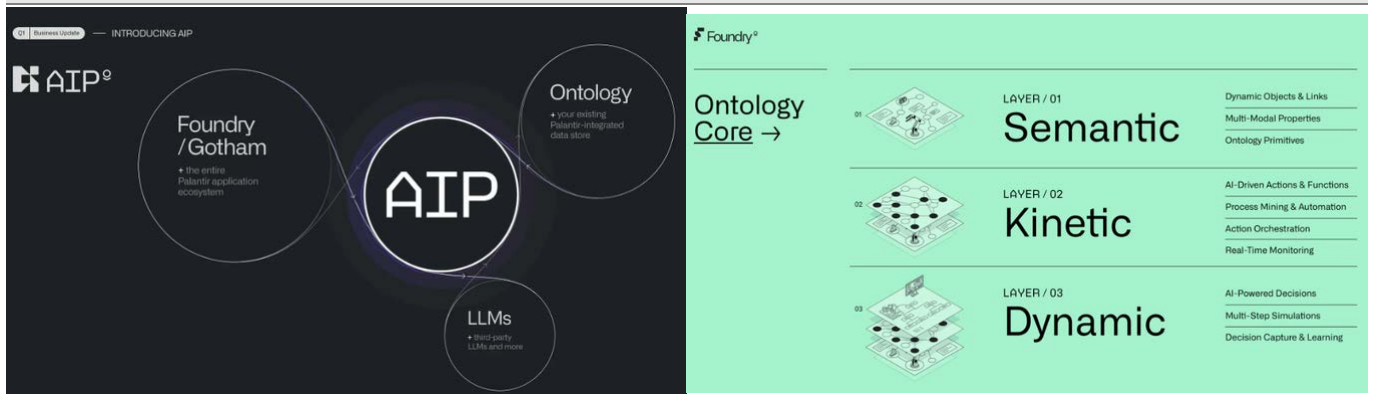 Q1 Business Update — INTRODUCING AIP
AIPº
Foundry
/Gotham
+ the entire
Palantir application
ecosystem
AIP
Ontology
+ your existing
Palantir-integrated
data store
LLMs
+ third-party
LLMs and more
Foundryº
Ontology
Core →
01
LAYER / 01
Semantic
Dynamic Objects & Links
Multi-Modal Properties
Ontology Primitives
02
LAYER / 02
Kinetic
AI-Driven Actions & Functions
Process Mining & Automation
Action Orchestration
Real-Time Monitoring
03
LAYER / 03
Dynamic
AI-Powered Decisions
Multi-Step Simulations
Decision Capture & Learning